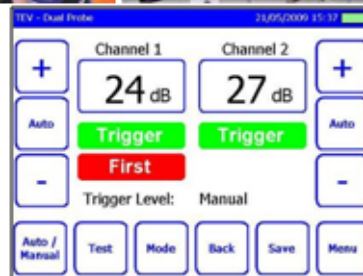 TEV - Dual Probe 21/05/2009 15:37
Channel 1 Channel 2
+ 24 dB 27 dB +
Auto Trigger Trigger Auto
- First -
Trigger Level: Manual
Auto / Manual Test Mode Back Save Menu